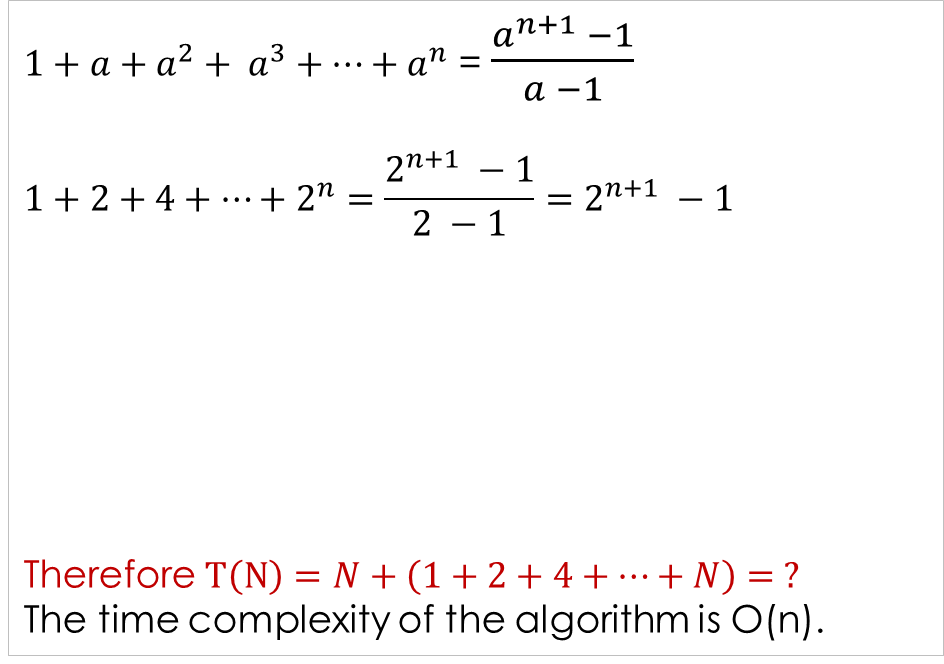 1 + a + a² + a³ + ⋯ + aⁿ = (aⁿ⁺¹ −1)/(a −1)
1 + 2 + 4 + ⋯ + 2ⁿ = (2ⁿ⁺¹ − 1)/(2 − 1) = 2ⁿ⁺¹ − 1
Therefore T(N) = N + (1 + 2 + 4 + ⋯ + N) = ?
The time complexity of the algorithm is O(n).